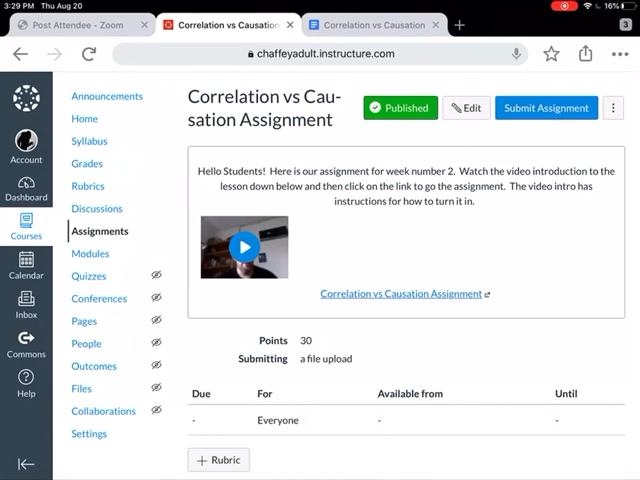 3:29 PM Thu Aug 20
16%
Post Attendee - Zoom
Correlation vs Causation
Correlation vs Causation
3
chaffeyadult.instructure.com
Account
Dashboard
Courses
Calendar
Inbox
Commons
Help
Announcements
Home
Syllabus
Grades
Rubrics
Discussions
Assignments
Modules
Quizzes
Conferences
Pages
People
Outcomes
Files
Collaborations
Settings
Correlation vs Cau-
sation Assignment
Published
Edit
Submit Assignment
Hello Students! Here is our assignment for week number 2. Watch the video introduction to the
lesson down below and then click on the link to go the assignment. The video intro has
instructions for how to turn it in.
Correlation vs Causation Assignment
Points 30
Submitting a file upload
Due For Available from Until
- Everyone - -
+ Rubric